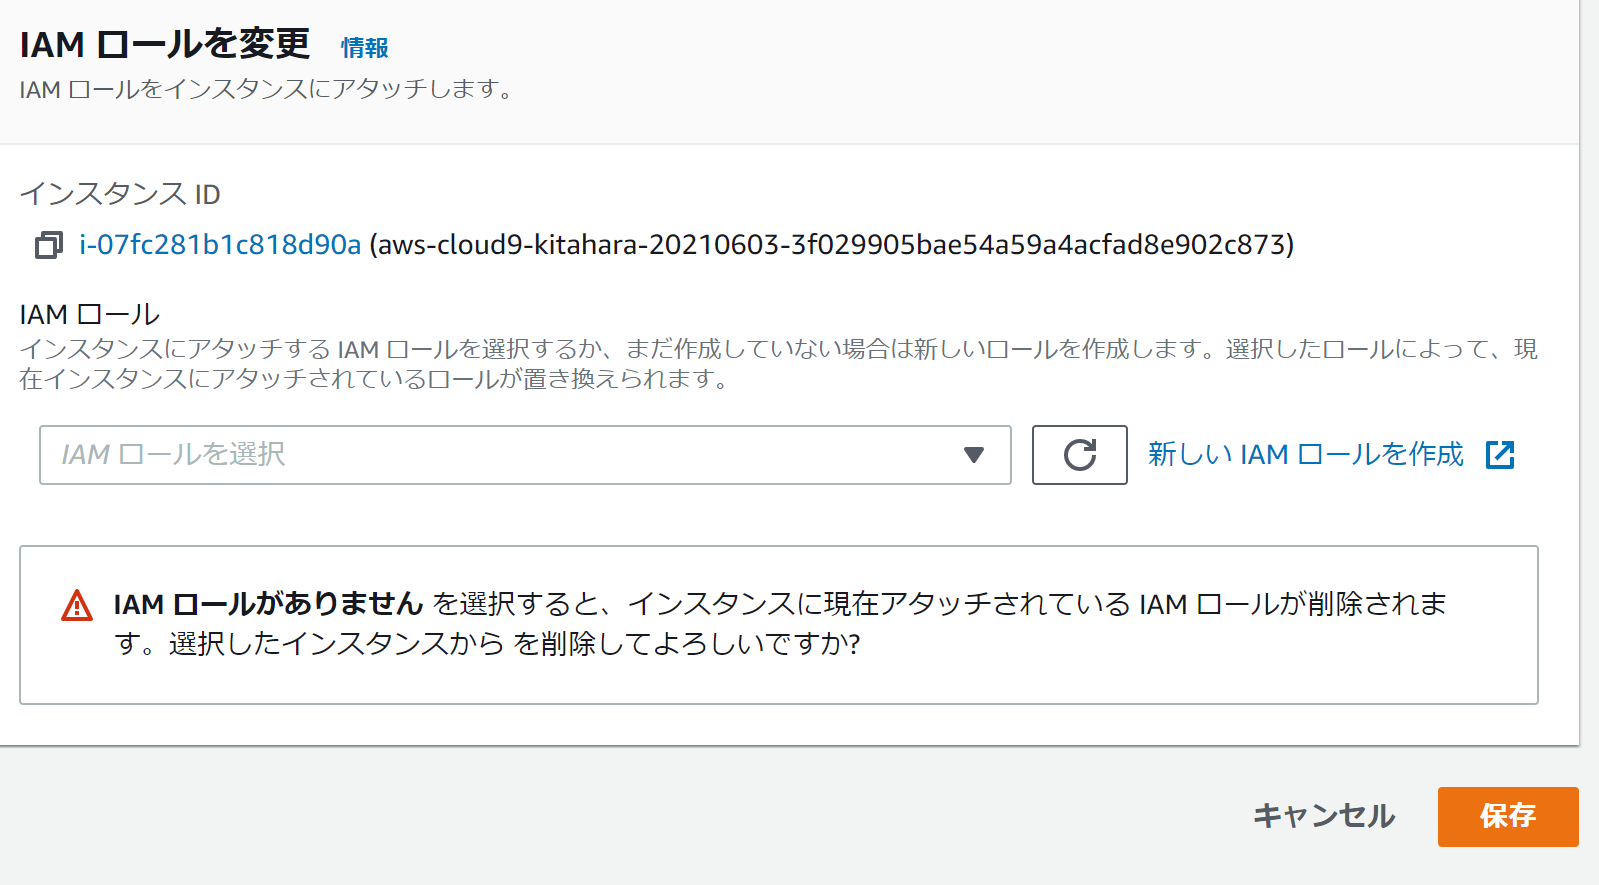 IAM ロールを変更 情報
IAM ロールをインスタンスにアタッチします。
インスタンス ID
i-07fc281b1c818d90a (aws-cloud9-kitahara-20210603-3f029905bae54a59a4acfad8e902c873)
IAM ロール
インスタンスにアタッチする IAM ロールを選択するか、まだ作成していない場合は新しいロールを作成します。選択したロールによって、現
在インスタンスにアタッチされているロールが置き換えられます。
IAM ロールを選択 新しい IAM ロールを作成
IAM ロールがありません を選択すると、インスタンスに現在アタッチされている IAM ロールが削除されま
す。選択したインスタンスから を削除してよろしいですか?
キャンセル 保存